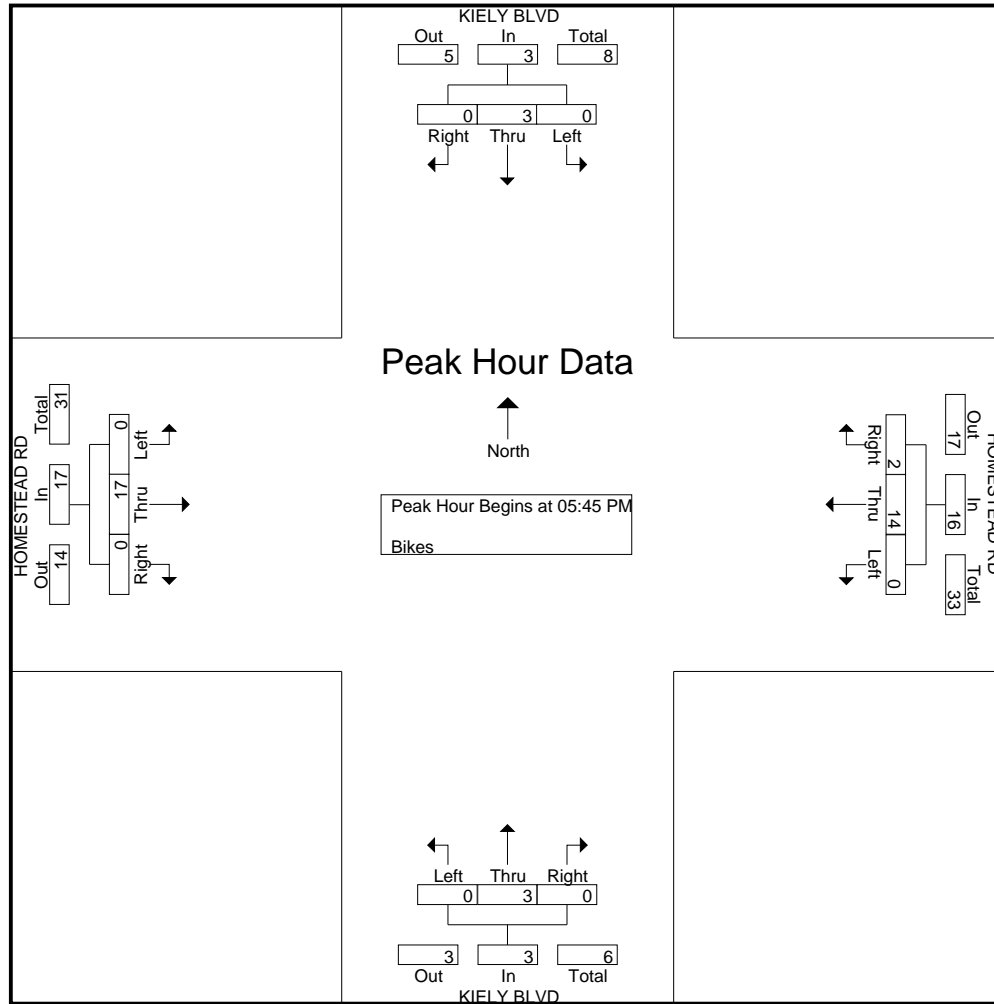 KIELY BLVD
Out In Total
5 3 8
0 3 0
Right Thru Left
Peak Hour Data
North
Peak Hour Begins at 05:45 PM
Bikes
HOMESTEAD RD
Total
31
In
17
Out
14
0
Left
17
Thru
0
Right
Right
2
Thru
14
Left
0
Out
17
In
16
Total
33
HOMESTEAD RD
Left Thru Right
0 3 0
3 3 6
Out In Total
KIELY BLVD